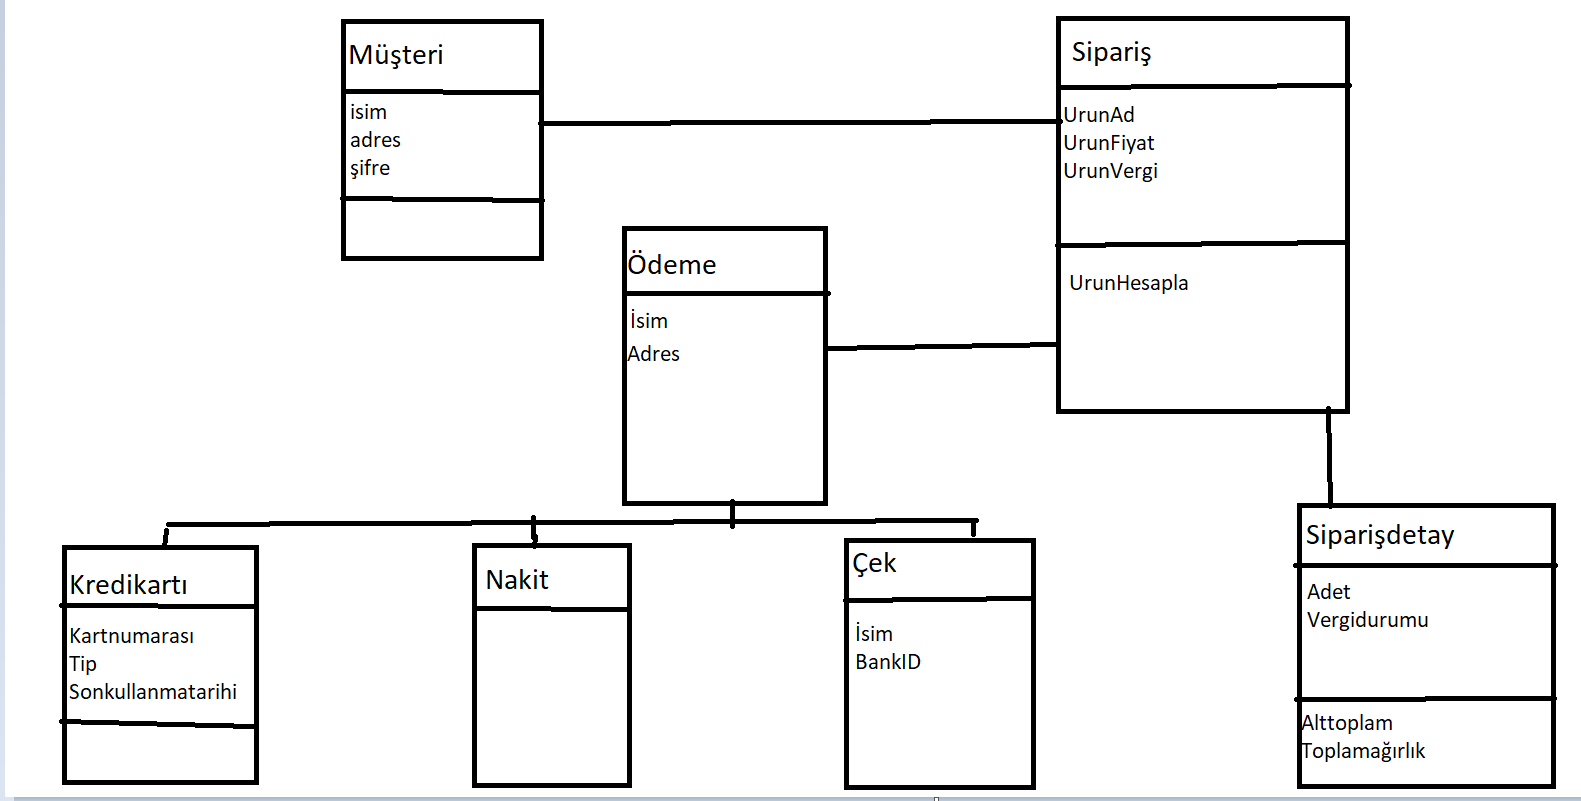 Müşteri
isim
adres
şifre
Sipariş
UrunAd
UrunFiyat
UrunVergi
UrunHesapla
Ödeme
İsim
Adres
Kredikartı
Kartnumarası
Tip
Sonkullanmatarihi
Nakit
Çek
İsim
BankID
Siparişdetay
Adet
Vergidurumu
Alttoplam
Toplamağırlık